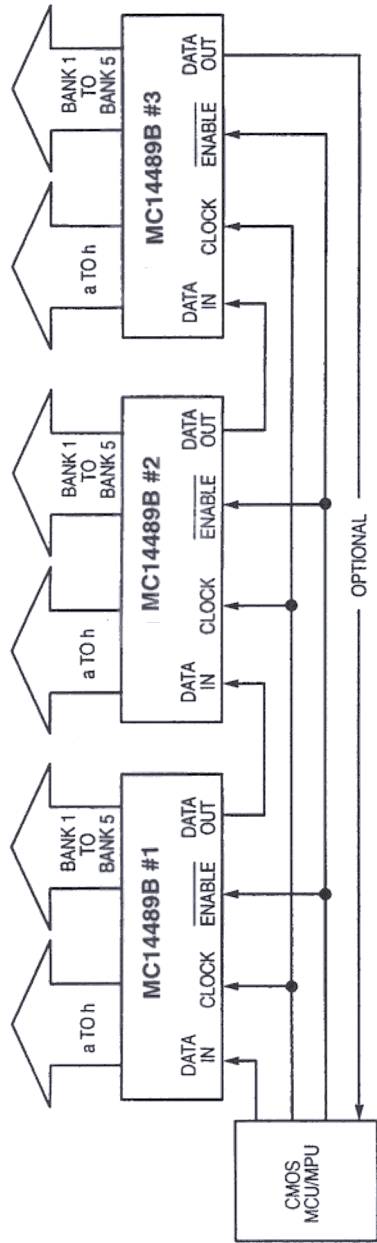 a TO h
BANK 1
TO
BANK 5
a TO h
BANK 1
TO
BANK 5
a TO h
BANK 1
TO
BANK 5
MC14489B #1
MC14489B #2
MC14489B #3
DATA
IN
CLOCK
ENABLE
DATA
OUT
DATA
IN
CLOCK
ENABLE
DATA
OUT
DATA
IN
CLOCK
ENABLE
DATA
OUT
CMOS
MCU/MPU
OPTIONAL